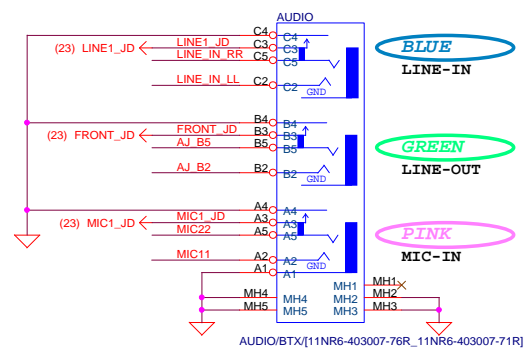 AUDIO
C4 C4
(23) LINE1_JD LINE1_JD C3 C3
LINE_IN_RR C5 C5
LINE_IN_LL C2 C2
GND
BLUE
LINE-IN
B4 B4
(23) FRONT_JD FRONT_JD B3 B3
AJ_B5 B5 B5
AJ_B2 B2 B2
GND
GREEN
LINE-OUT
A4 A4
(23) MIC1_JD MIC1_JD A3 A3
MIC22 A5 A5
MIC11 A2 A2
GND
A1 A1
PINK
MIC-IN
MH1 MH1
MH4 MH4 MH2 MH2
MH5 MH5 MH3 MH3
AUDIO/BTX/[11NR6-403007-76R_11NR6-403007-71R]